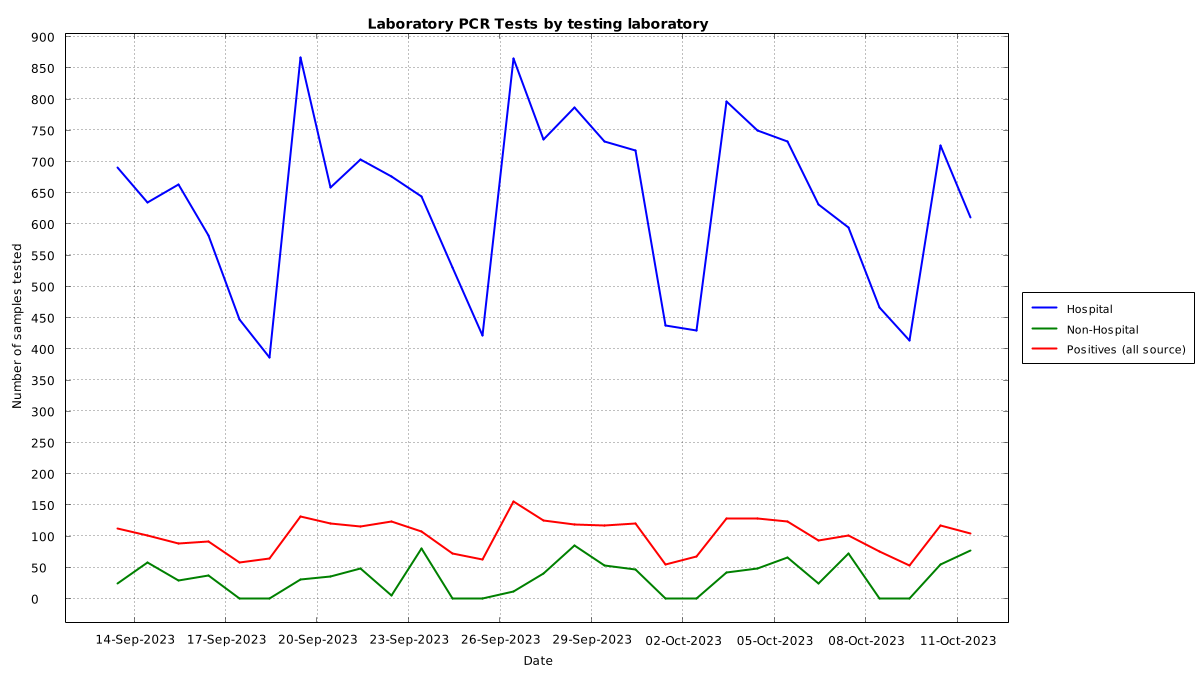 Laboratory PCR Tests by testing laboratory
900
850
800
750
700
650
600
550
500
450
400
350
300
250
200
150
100
50
0
Number of samples tested
14-Sep-2023 17-Sep-2023 20-Sep-2023 23-Sep-2023 26-Sep-2023 29-Sep-2023 02-Oct-2023 05-Oct-2023 08-Oct-2023 11-Oct-2023
Date
Hospital
Non-Hospital
Positives (all source)